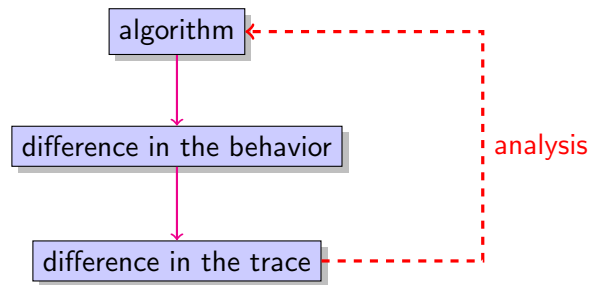 algorithm
difference in the behavior
analysis
difference in the trace